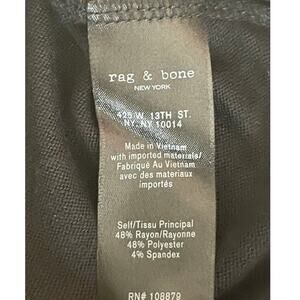 rag & bone
NEW YORK
425 W. 13TH ST.
NY. NY 10014
Made in Vietnam
with imported materials/
Fabriqué Au Vietnam
avec des materiaux
importés
Self/Tissu Principal
48% Rayon/Rayonne
48% Polyester
4% Spandex
RN# 108879